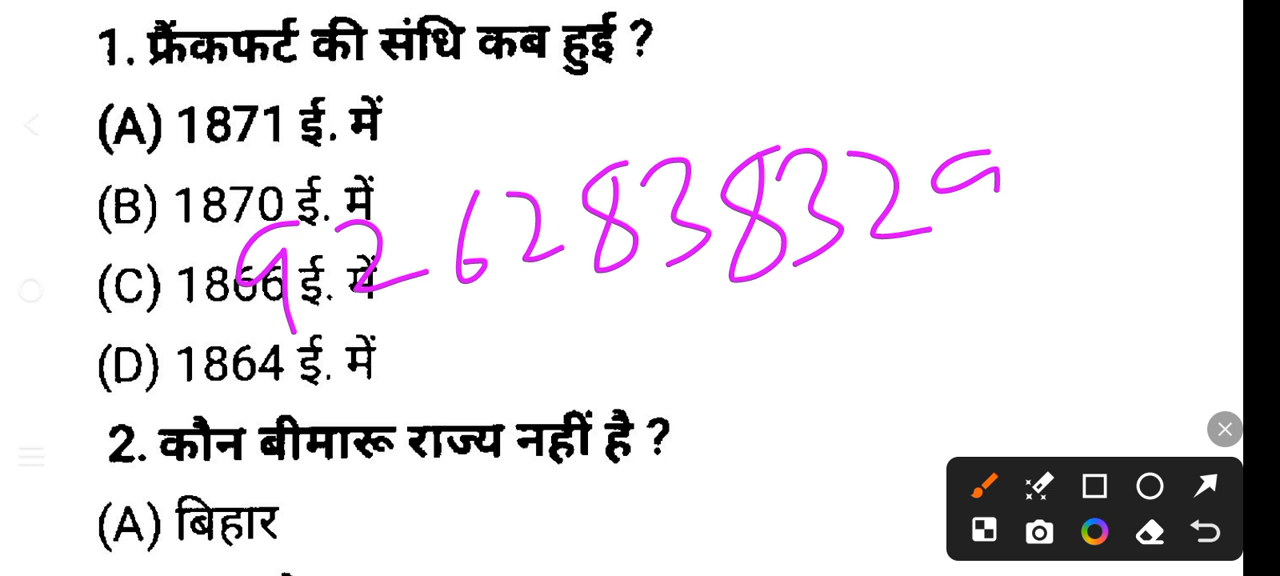 1. फ्रैंकफर्ट की संधि कब हुई ?
(A) 1871 ई. में
(B) 1870 ई. में
9262838329
(C) 1866 ई. में
(D) 1864 ई. में
2. कौन बीमारू राज्य नहीं है ?
(A) बिहार